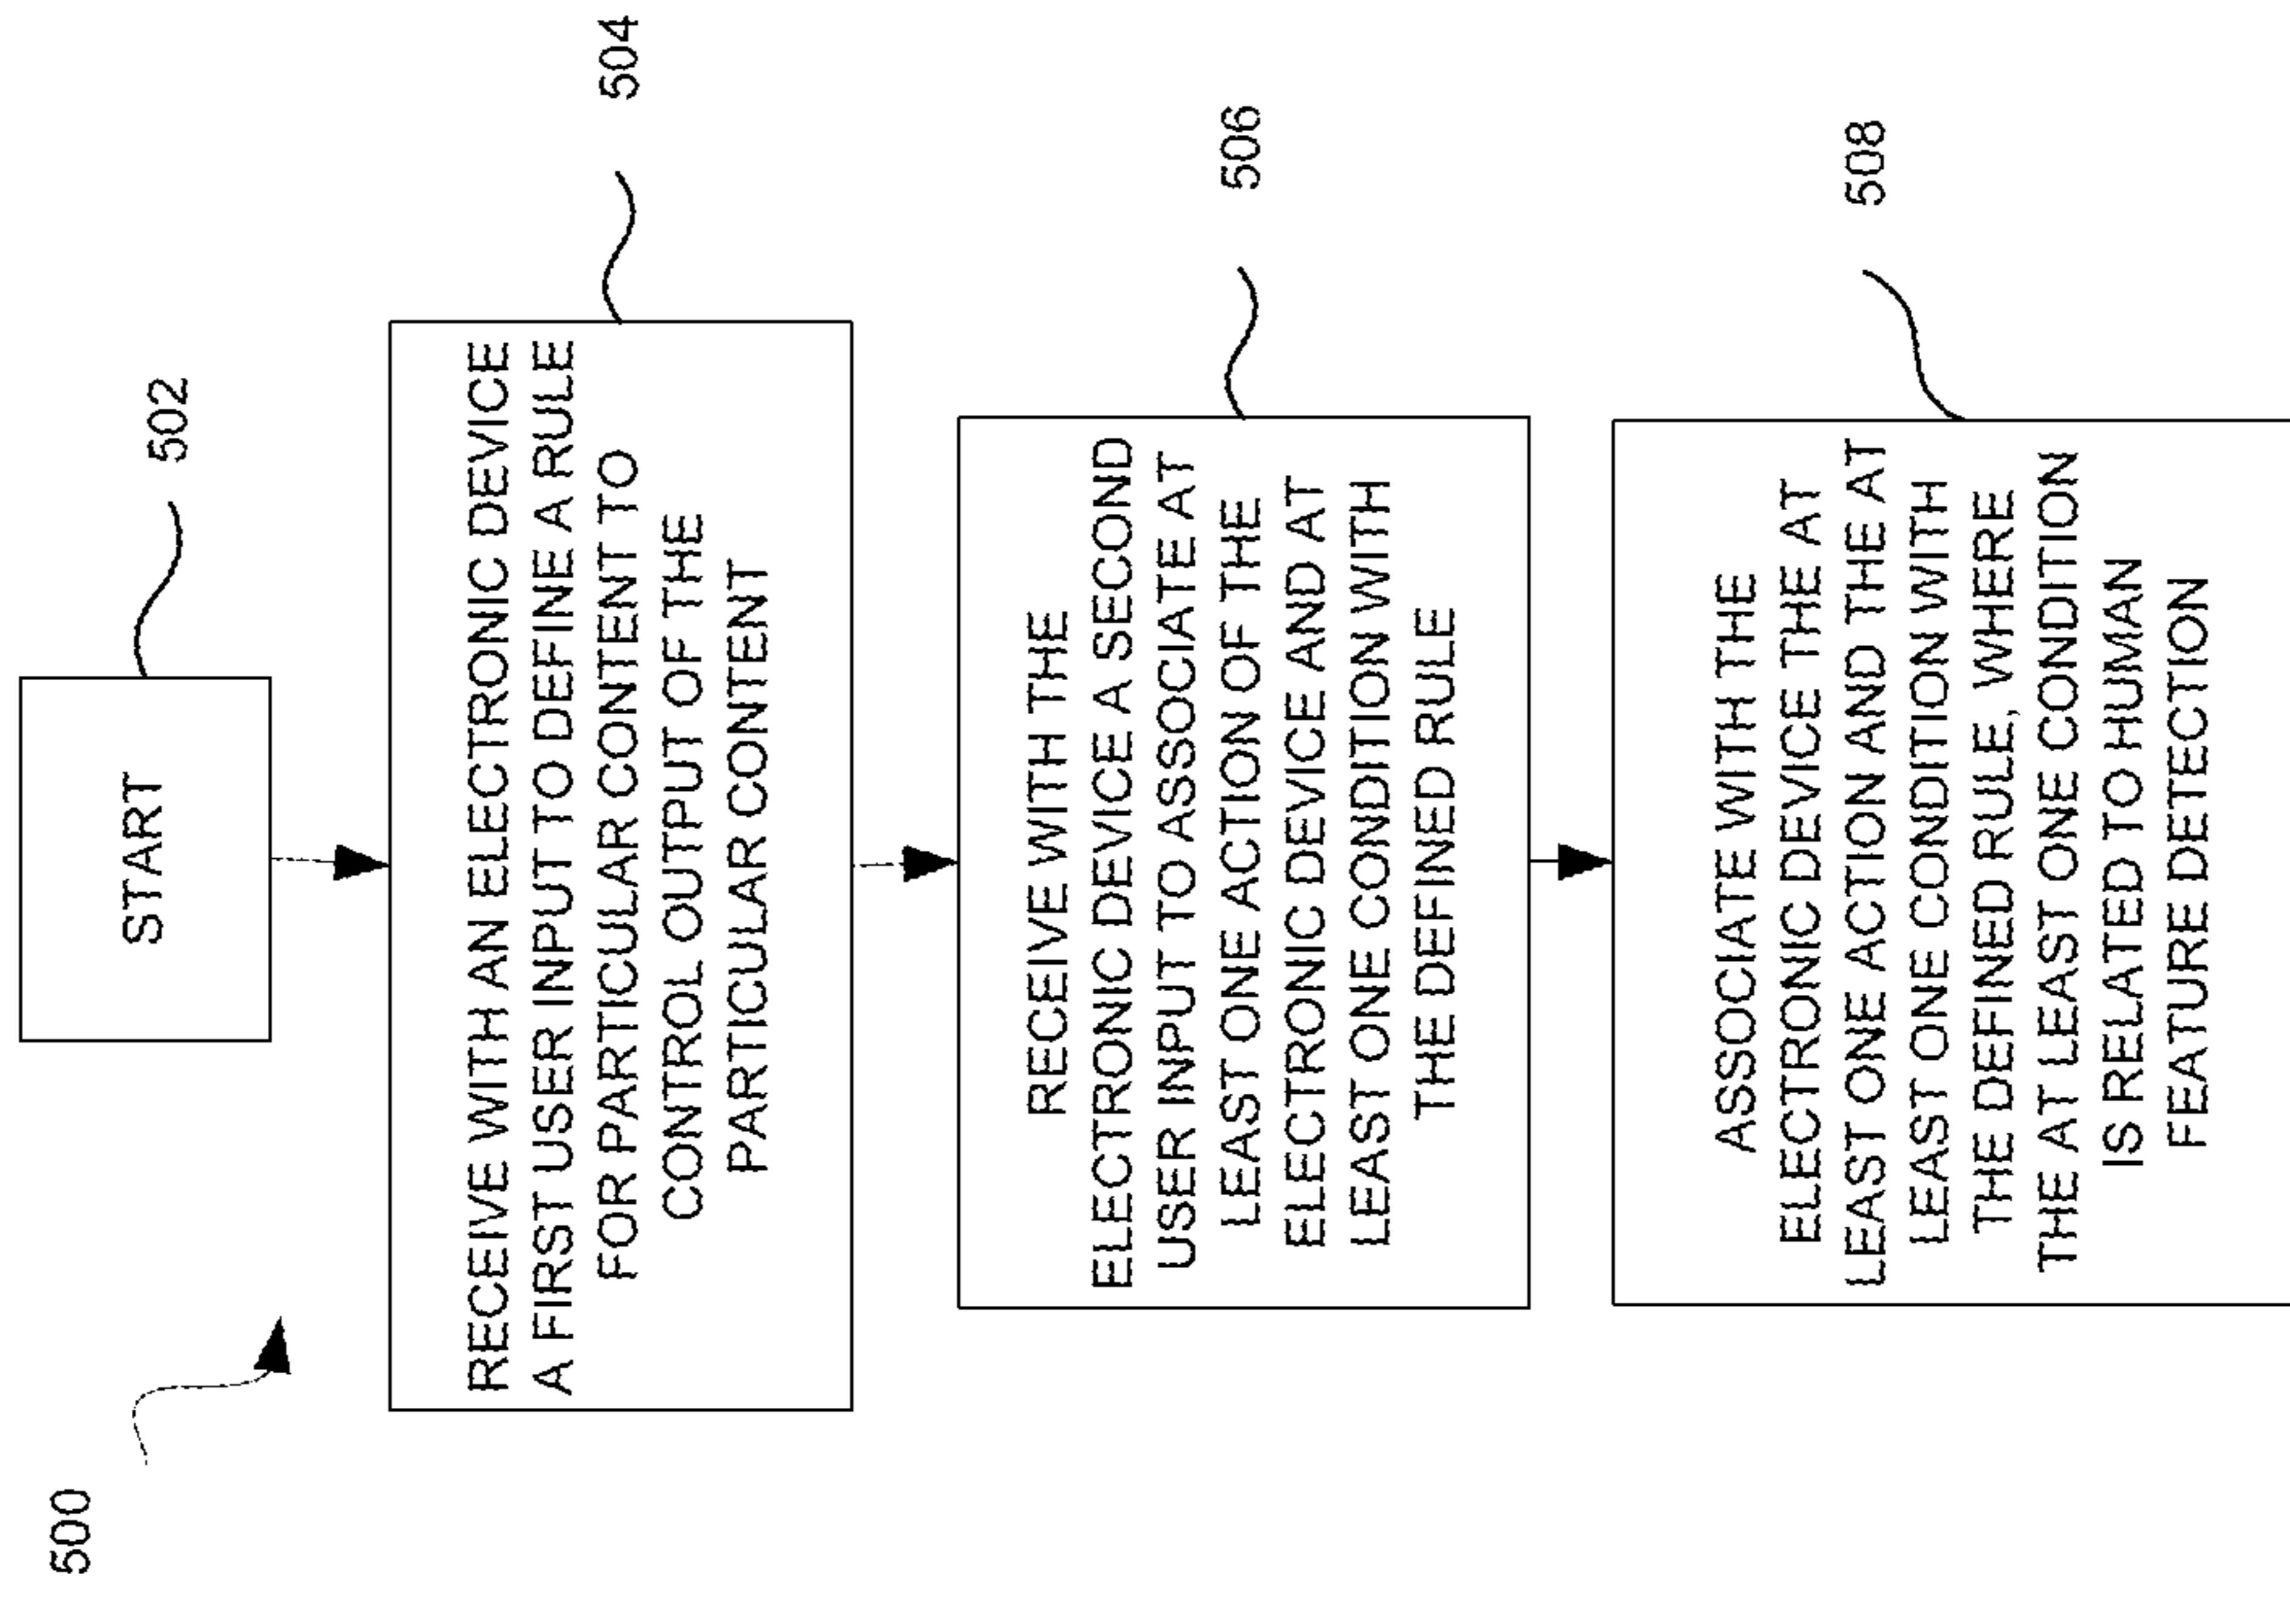 500
START
502
RECEIVE WITH AN ELECTRONIC DEVICE
A FIRST USER INPUT TO DEFINE A RULE
FOR PARTICULAR CONTENT TO
CONTROL OUTPUT OF THE
PARTICULAR CONTENT
504
RECEIVE WITH THE
ELECTRONIC DEVICE A SECOND
USER INPUT TO ASSOCIATE AT
LEAST ONE ACTION OF THE
ELECTRONIC DEVICE AND AT
LEAST ONE CONDITION WITH
THE DEFINED RULE
506
ASSOCIATE WITH THE
ELECTRONIC DEVICE THE AT
LEAST ONE ACTION AND THE AT
LEAST ONE CONDITION WITH
THE DEFINED RULE, WHERE
THE AT LEAST ONE CONDITION
IS RELATED TO HUMAN
FEATURE DETECTION
508